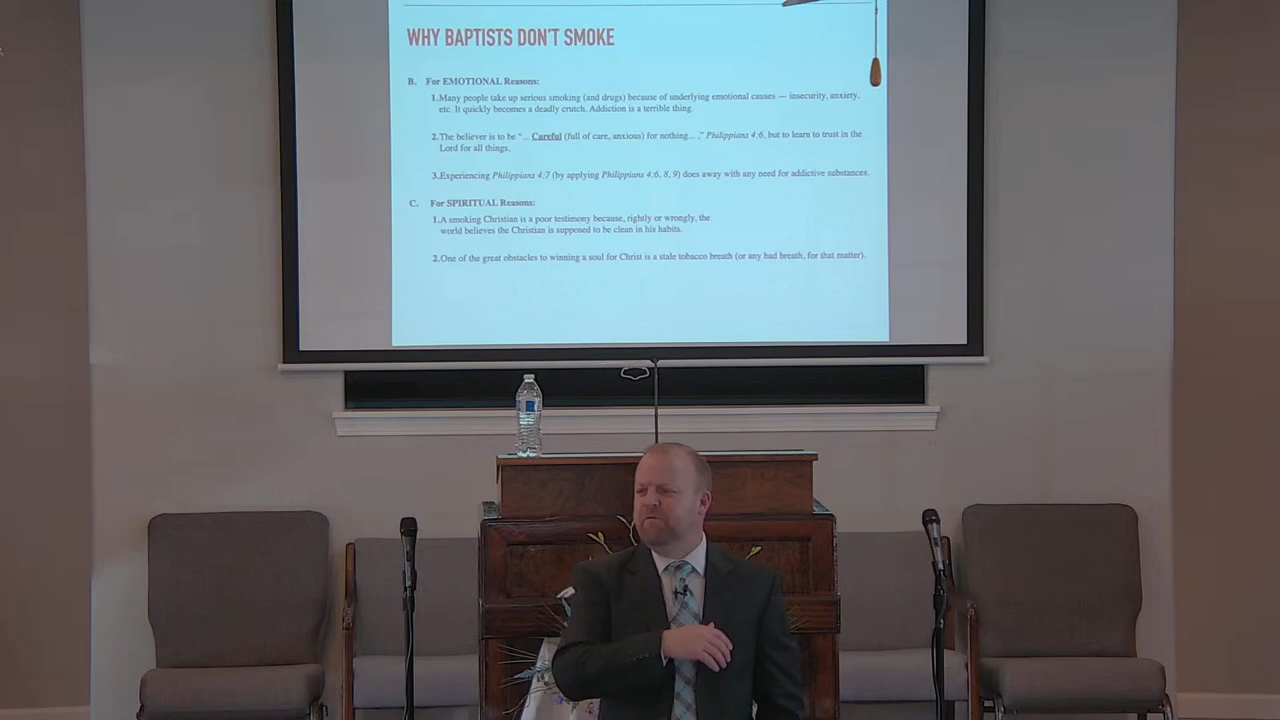 WHY BAPTISTS DON'T SMOKE
B. For EMOTIONAL Reasons:
1.Many people take up serious smoking (and drugs) because of underlying emotional causes — insecurity, anxiety,
etc. It quickly becomes a deadly crutch. Addiction is a terrible thing.
2.The believer is to be "... Careful (full of care, anxious) for nothing... ," Philippians 4:6, but to learn to trust in the
Lord for all things.
3.Experiencing Philippians 4:7 (by applying Philippians 4:6, 8, 9) does away with any need for addictive substances.
C. For SPIRITUAL Reasons:
1.A smoking Christian is a poor testimony because, rightly or wrongly, the
world believes the Christian is supposed to be clean in his habits.
2.One of the great obstacles to winning a soul for Christ is a stale tobacco breath (or any bad breath, for that matter).